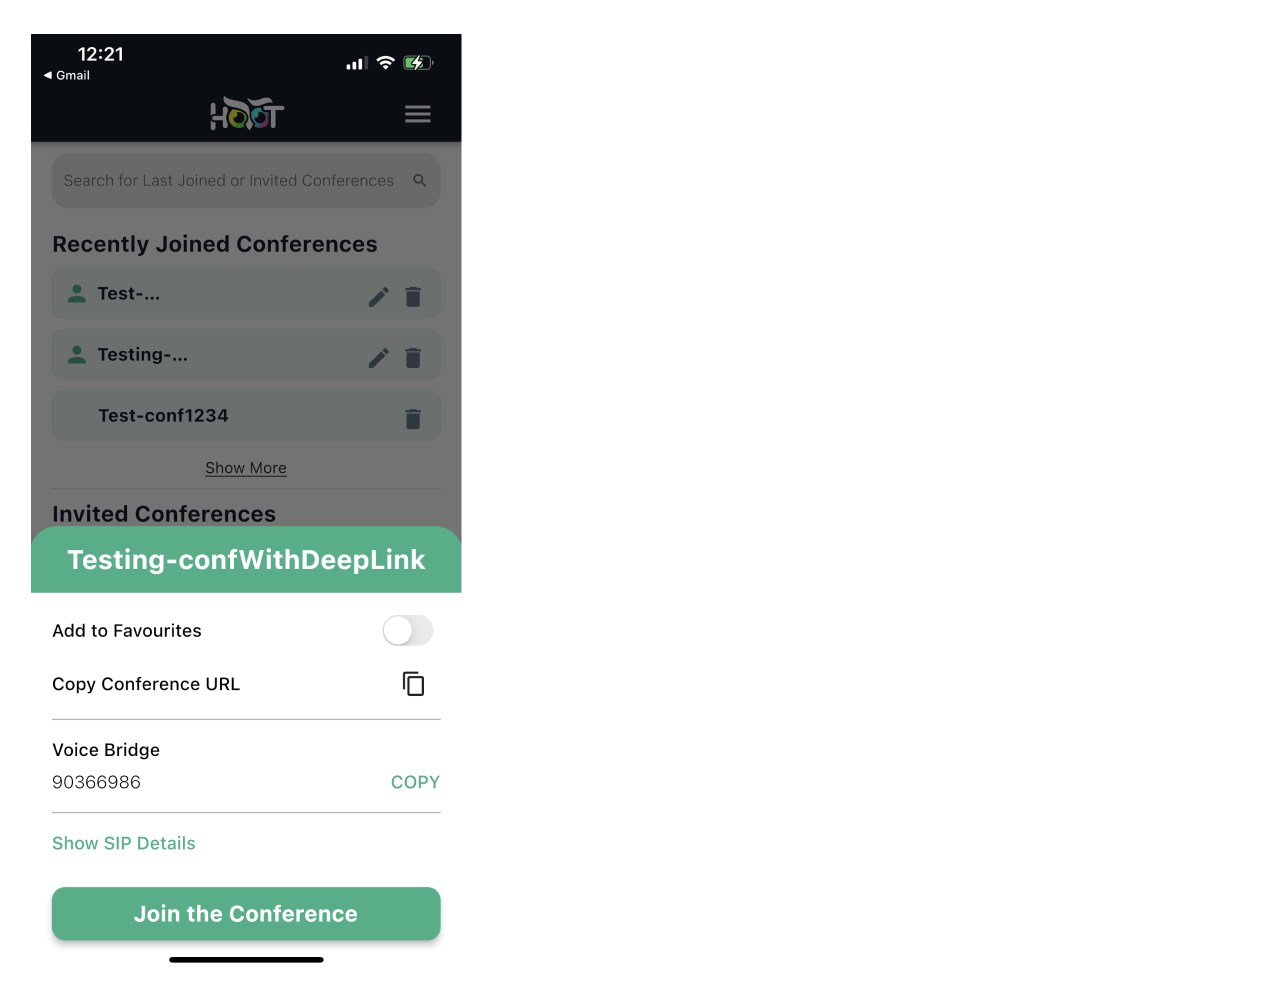 12:21
◀ Gmail
HOOT
Search for Last Joined or Invited Conferences
Recently Joined Conferences
Test-...
Testing-...
Test-conf1234
Show More
Invited Conferences
Testing-confWithDeepLink
Add to Favourites
Copy Conference URL
Voice Bridge
90366986 COPY
Show SIP Details
Join the Conference